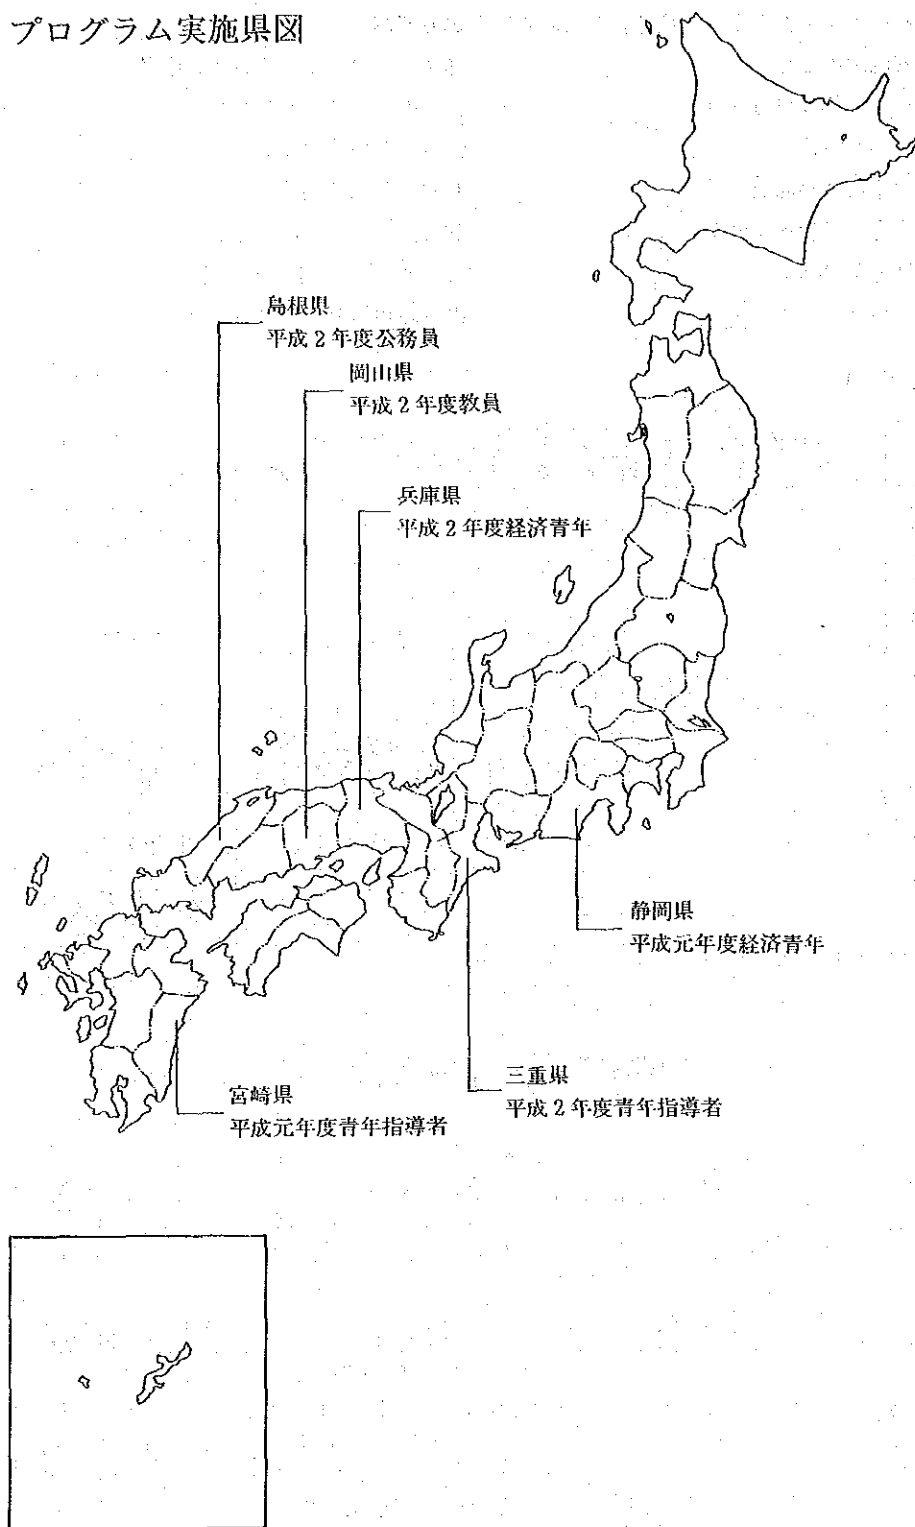 プログラム実施県図
島根県
平成2年度公務員
岡山県
平成2年度教員
兵庫県
平成2年度経済青年
静岡県
平成元年度経済青年
三重県
平成2年度青年指導者
宮崎県
平成元年度青年指導者